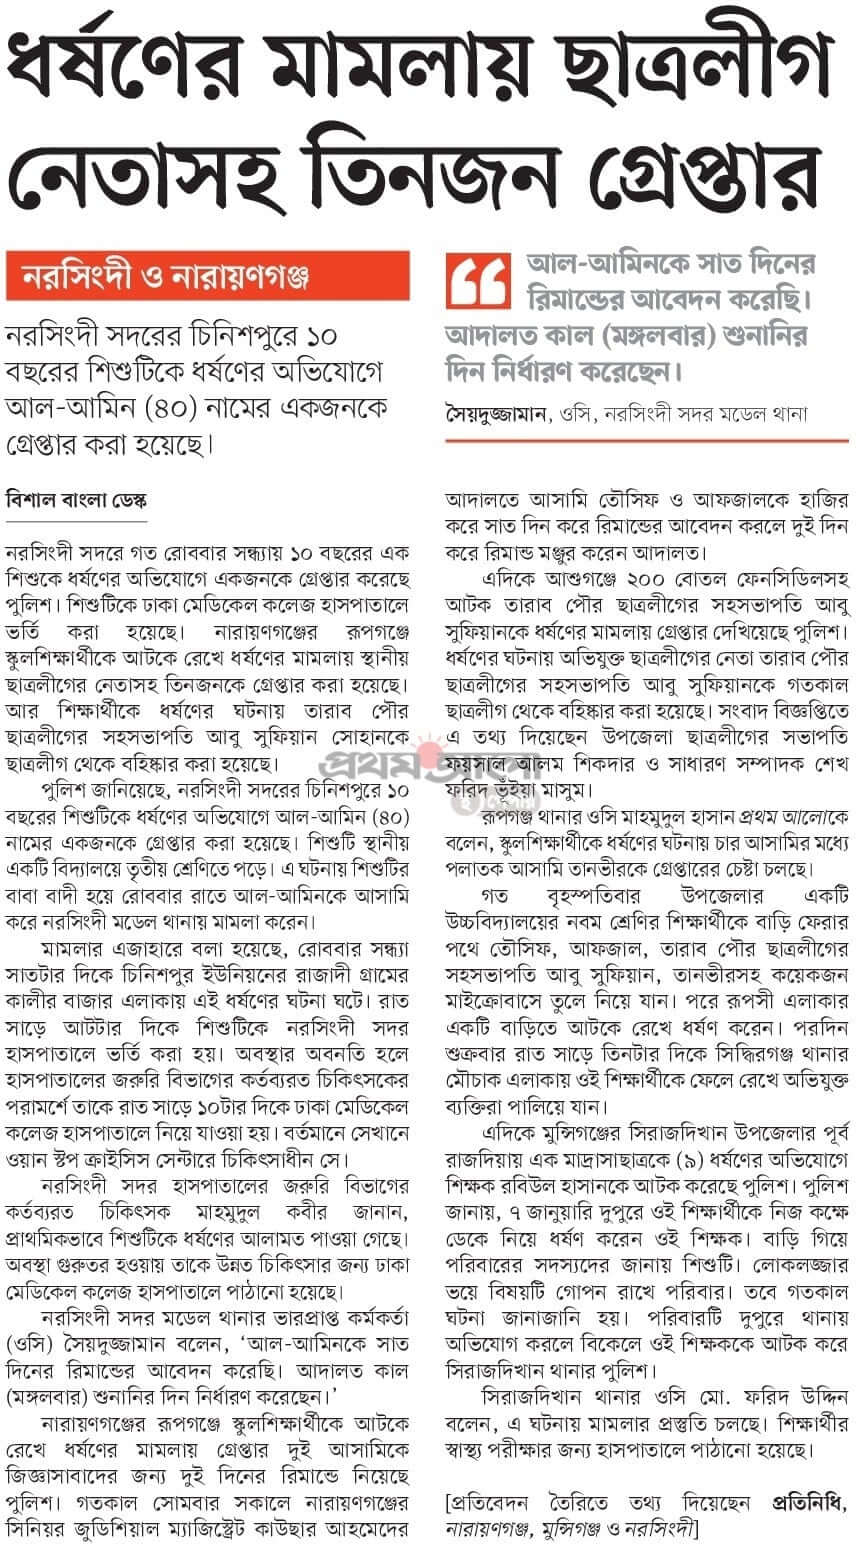 ধর্ষণের মামলায় ছাত্রলীগ
নেতাসহ তিনজন গ্রেপ্তার
নরসিংদী ও নারায়ণগঞ্জ
নরসিংদী সদরের চিনিশপুরে ১০
বছরের শিশুটিকে ধর্ষণের অভিযোগে
আল-আমিন (৪০) নামের একজনকে
গ্রেপ্তার করা হয়েছে।
আল-আমিনকে সাত দিনের
রিমান্ডের আবেদন করেছি।
আদালত কাল (মঙ্গলবার) শুনানির
দিন নির্ধারণ করেছেন।
সৈয়দুজ্জামান, ওসি, নরসিংদী সদর মডেল থানা
বিশাল বাংলা ডেস্ক
নরসিংদী সদরে গত রোববার সন্ধ্যায় ১০ বছরের এক
শিশুকে ধর্ষণের অভিযোগে একজনকে গ্রেপ্তার করেছে
পুলিশ। শিশুটিকে ঢাকা মেডিকেল কলেজ হাসপাতালে
ভর্তি করা হয়েছে। নারায়ণগঞ্জের রূপগঞ্জে
স্কুলশিক্ষার্থীকে আটকে রেখে ধর্ষণের মামলায় স্থানীয়
ছাত্রলীগের নেতাসহ তিনজনকে গ্রেপ্তার করা হয়েছে।
আর শিক্ষার্থীকে ধর্ষণের ঘটনায় তারাব পৌর
ছাত্রলীগের সহসভাপতি আবু সুফিয়ান সোহানকে
ছাত্রলীগ থেকে বহিষ্কার করা হয়েছে।
পুলিশ জানিয়েছে, নরসিংদী সদরের চিনিশপুরে ১০
বছরের শিশুটিকে ধর্ষণের অভিযোগে আল-আমিন (৪০)
নামের একজনকে গ্রেপ্তার করা হয়েছে। শিশুটি স্থানীয়
একটি বিদ্যালয়ে তৃতীয় শ্রেণিতে পড়ে। এ ঘটনায় শিশুটির
বাবা বাদী হয়ে রোববার রাতে আল-আমিনকে আসামি
করে নরসিংদী মডেল থানায় মামলা করেন।
মামলার এজাহারে বলা হয়েছে, রোববার সন্ধ্যা
সাতটার দিকে চিনিশপুর ইউনিয়নের রাজাদী গ্রামের
কালীর বাজার এলাকায় এই ধর্ষণের ঘটনা ঘটে। রাত
সাড়ে আটটার দিকে শিশুটিকে নরসিংদী সদর
হাসপাতালে ভর্তি করা হয়। অবস্থার অবনতি হলে
হাসপাতালের জরুরি বিভাগের কর্তব্যরত চিকিৎসকের
পরামর্শে তাকে রাত সাড়ে ১০টার দিকে ঢাকা মেডিকেল
কলেজ হাসপাতালে নিয়ে যাওয়া হয়। বর্তমানে সেখানে
ওয়ান স্টপ ক্রাইসিস সেন্টারে চিকিৎসাধীন সে।
নরসিংদী সদর হাসপাতালের জরুরি বিভাগের
কর্তব্যরত চিকিৎসক মাহমুদুল কবীর জানান,
প্রাথমিকভাবে শিশুটিকে ধর্ষণের আলামত পাওয়া গেছে।
অবস্থা গুরুতর হওয়ায় তাকে উন্নত চিকিৎসার জন্য ঢাকা
মেডিকেল কলেজ হাসপাতালে পাঠানো হয়েছে।
নরসিংদী সদর মডেল থানার ভারপ্রাপ্ত কর্মকর্তা
(ওসি) সৈয়দুজ্জামান বলেন, ‘আল-আমিনকে সাত
দিনের রিমান্ডের আবেদন করেছি। আদালত কাল
(মঙ্গলবার) শুনানির দিন নির্ধারণ করেছেন।’
নারায়ণগঞ্জের রূপগঞ্জে স্কুলশিক্ষার্থীকে আটকে
রেখে ধর্ষণের মামলায় গ্রেপ্তার দুই আসামিকে
জিজ্ঞাসাবাদের জন্য দুই দিনের রিমান্ডে নিয়েছে
পুলিশ। গতকাল সোমবার সকালে নারায়ণগঞ্জের
সিনিয়র জুডিশিয়াল ম্যাজিস্ট্রেট কাউছার আহমেদের
আদালতে আসামি তৌসিফ ও আফজালকে হাজির
করে সাত দিন করে রিমান্ডের আবেদন করলে দুই দিন
করে রিমান্ড মঞ্জুর করেন আদালত।
এদিকে আশুগঞ্জে ২০০ বোতল ফেনসিডিলসহ
আটক তারাব পৌর ছাত্রলীগের সহসভাপতি আবু
সুফিয়ানকে ধর্ষণের মামলায় গ্রেপ্তার দেখিয়েছে পুলিশ।
ধর্ষণের ঘটনায় অভিযুক্ত ছাত্রলীগের নেতা তারাব পৌর
ছাত্রলীগের সহসভাপতি আবু সুফিয়ানকে গতকাল
ছাত্রলীগ থেকে বহিষ্কার করা হয়েছে। সংবাদ বিজ্ঞপ্তিতে
এ তথ্য দিয়েছেন উপজেলা ছাত্রলীগের সভাপতি
ফয়সাল আলম শিকদার ও সাধারণ সম্পাদক শেখ
ফরিদ ভূঁইয়া মাসুম।
প্রথম আলো
ই পেপার
রূপগঞ্জ থানার ওসি মাহমুদুল হাসান প্রথম আলোকে
বলেন, স্কুলশিক্ষার্থীকে ধর্ষণের ঘটনায় চার আসামির মধ্যে
পলাতক আসামি তানভীরকে গ্রেপ্তারের চেষ্টা চলছে।
গত বৃহস্পতিবার উপজেলার একটি
উচ্চবিদ্যালয়ের নবম শ্রেণির শিক্ষার্থীকে বাড়ি ফেরার
পথে তৌসিফ, আফজাল, তারাব পৌর ছাত্রলীগের
সহসভাপতি আবু সুফিয়ান, তানভীরসহ কয়েকজন
মাইক্রোবাসে তুলে নিয়ে যান। পরে রূপসী এলাকার
একটি বাড়িতে আটকে রেখে ধর্ষণ করেন। পরদিন
শুক্রবার রাত সাড়ে তিনটার দিকে সিদ্ধিরগঞ্জ থানার
মৌচাক এলাকায় ওই শিক্ষার্থীকে ফেলে রেখে অভিযুক্ত
ব্যক্তিরা পালিয়ে যান।
এদিকে মুন্সিগঞ্জের সিরাজদিখান উপজেলার পূর্ব
রাজদিয়ায় এক মাদ্রাসাছাত্রকে (৯) ধর্ষণের অভিযোগে
শিক্ষক রবিউল হাসানকে আটক করেছে পুলিশ। পুলিশ
জানায়, ৭ জানুয়ারি দুপুরে ওই শিক্ষার্থীকে নিজ কক্ষে
ডেকে নিয়ে ধর্ষণ করেন ওই শিক্ষক। বাড়ি গিয়ে
পরিবারের সদস্যদের জানায় শিশুটি। লোকলজ্জার
ভয়ে বিষয়টি গোপন রাখে পরিবার। তবে গতকাল
ঘটনা জানাজানি হয়। পরিবারটি দুপুরে থানায়
অভিযোগ করলে বিকেলে ওই শিক্ষককে আটক করে
সিরাজদিখান থানার পুলিশ।
সিরাজদিখান থানার ওসি মো. ফরিদ উদ্দিন
বলেন, এ ঘটনায় মামলার প্রস্তুতি চলছে। শিক্ষার্থীর
স্বাস্থ্য পরীক্ষার জন্য হাসপাতালে পাঠানো হয়েছে।
[প্রতিবেদন তৈরিতে তথ্য দিয়েছেন প্রতিনিধি,
নারায়ণগঞ্জ, মুন্সিগঞ্জ ও নরসিংদী]